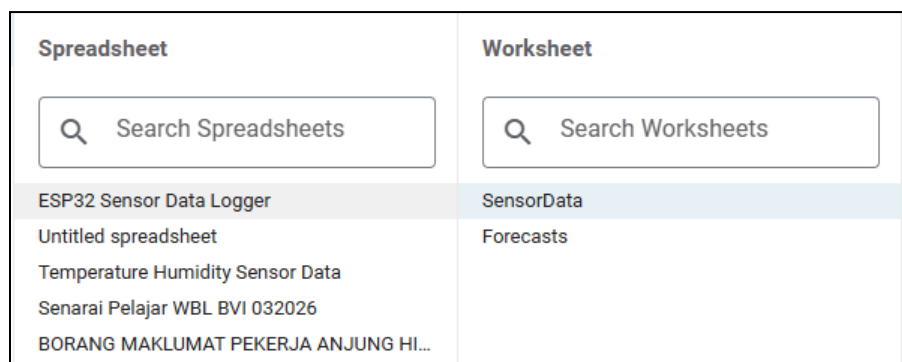 Spreadsheet
Search Spreadsheets
ESP32 Sensor Data Logger
Untitled spreadsheet
Temperature Humidity Sensor Data
Senarai Pelajar WBL BVI 032026
BORANG MAKLUMAT PEKERJA ANJUNG HI...
Worksheet
Search Worksheets
SensorData
Forecasts